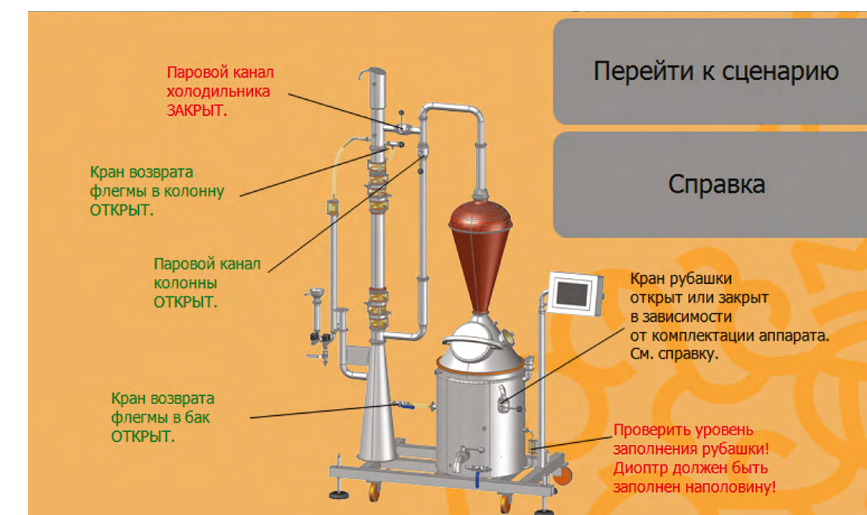 Перейти к сценарию
Справка
Паровой канал
холодильника
ЗАКРЫТ.
Кран возврата
флегмы в колонну
ОТКРЫТ.
Паровой канал
колонны
ОТКРЫТ.
Кран возврата
флегмы в бак
ОТКРЫТ.
Кран рубашки
открыт или закрыт
в зависимости
от комплектации аппарата.
См. справку.
Проверить уровень
заполнения рубашки!
Диоптр должен быть
заполнен наполовину!